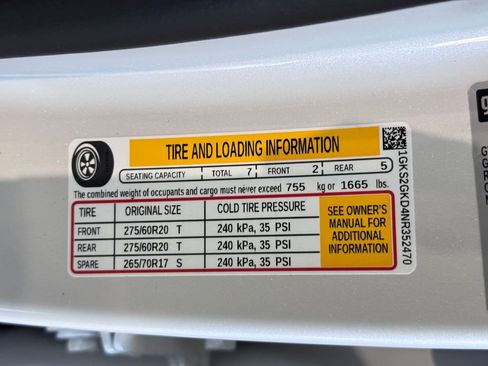 TIRE AND LOADING INFORMATION
SEATING CAPACITY TOTAL 7 FRONT 2 REAR 5
The combined weight of occupants and cargo must never exceed 755 kg or 1665 lbs.
TIRE ORIGINAL SIZE COLD TIRE PRESSURE
FRONT 275/60R20 T 240 kPa, 35 PSI
REAR 275/60R20 T 240 kPa, 35 PSI
SPARE 265/70R17 S 240 kPa, 35 PSI
SEE OWNER'S
MANUAL FOR
ADDITIONAL
INFORMATION
1GKS2GKD4NR352470